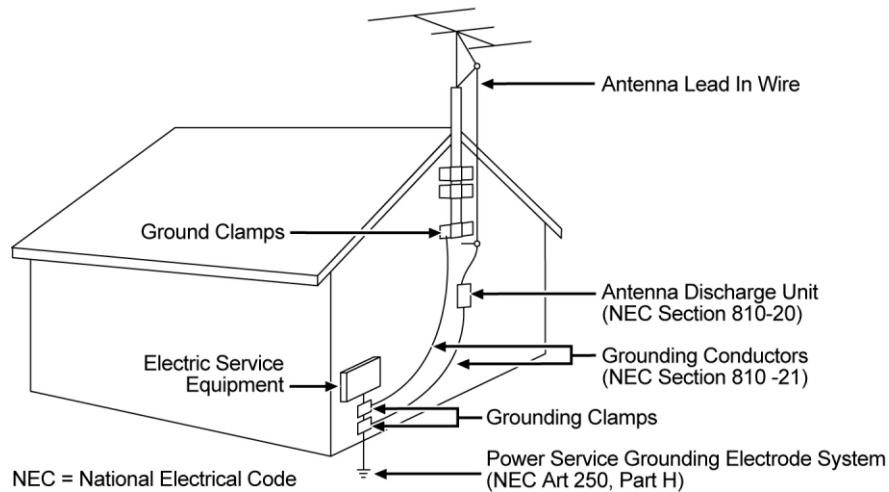 Antenna Lead In Wire
Ground Clamps
Antenna Discharge Unit
(NEC Section 810-20)
Electric Service
Equipment
Grounding Conductors
(NEC Section 810 -21)
Grounding Clamps
Power Service Grounding Electrode System
(NEC Art 250, Part H)
NEC = National Electrical Code